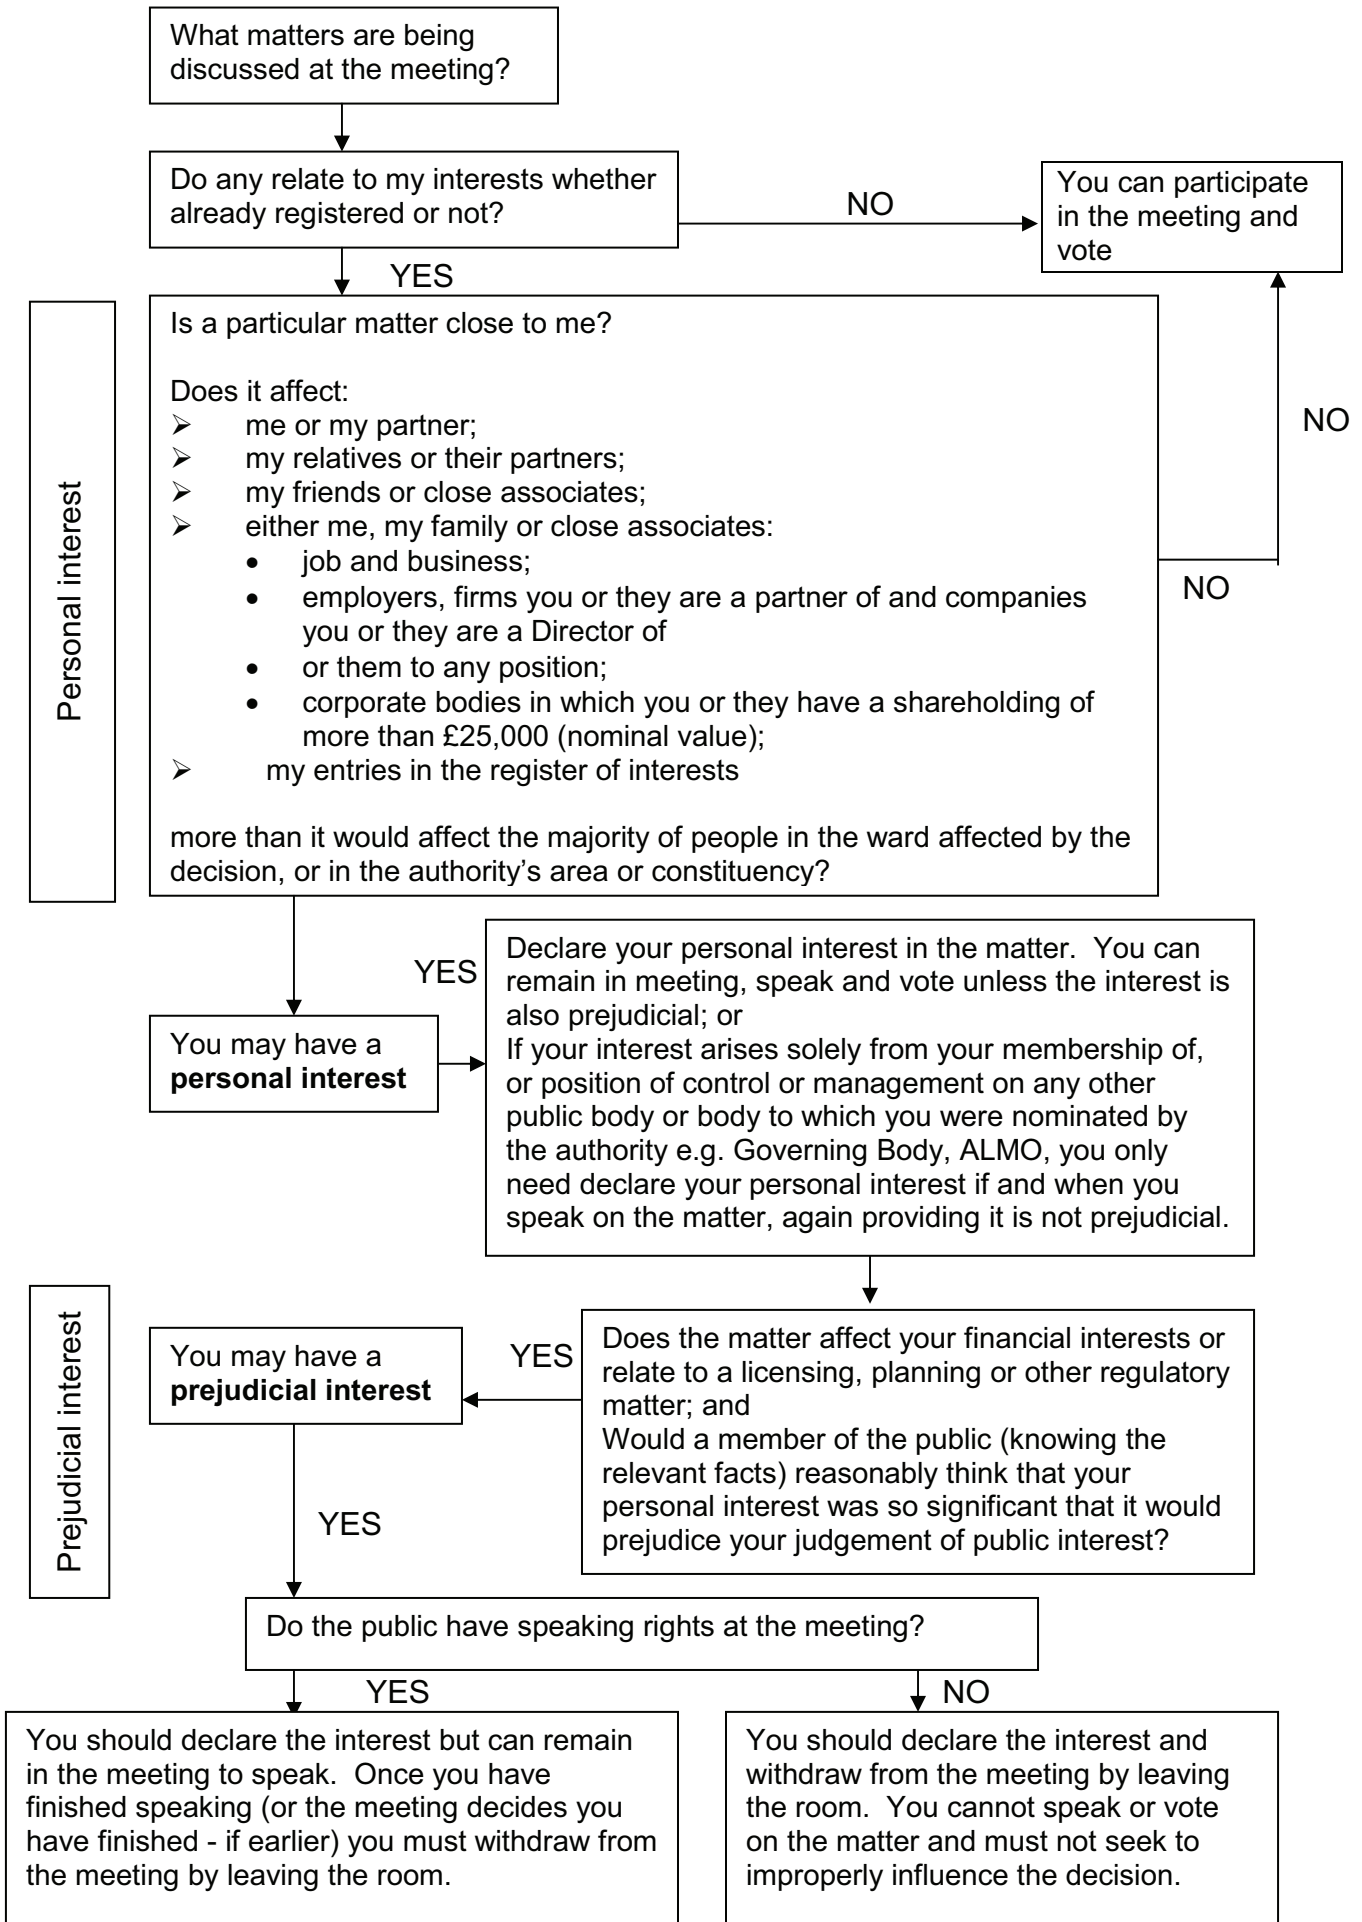 What matters are being
discussed at the meeting?
Do any relate to my interests whether
already registered or not?
NO
You can participate
in the meeting and
vote
YES
Personal interest
Is a particular matter close to me?
Does it affect:
➢ me or my partner;
➢ my relatives or their partners;
➢ my friends or close associates;
➢ either me, my family or close associates:
• job and business;
• employers, firms you or they are a partner of and companies
you or they are a Director of
• or them to any position;
• corporate bodies in which you or they have a shareholding of
more than £25,000 (nominal value);
➢ my entries in the register of interests
more than it would affect the majority of people in the ward affected by the
decision, or in the authority's area or constituency?
NO
NO
YES
You may have a
personal interest
Declare your personal interest in the matter. You can
remain in meeting, speak and vote unless the interest is
also prejudicial; or
If your interest arises solely from your membership of,
or position of control or management on any other
public body or body to which you were nominated by
the authority e.g. Governing Body, ALMO, you only
need declare your personal interest if and when you
speak on the matter, again providing it is not prejudicial.
Prejudicial interest
You may have a
prejudicial interest
YES
Does the matter affect your financial interests or
relate to a licensing, planning or other regulatory
matter; and
Would a member of the public (knowing the
relevant facts) reasonably think that your
personal interest was so significant that it would
prejudice your judgement of public interest?
YES
Do the public have speaking rights at the meeting?
YES
NO
You should declare the interest but can remain
in the meeting to speak. Once you have
finished speaking (or the meeting decides you
have finished - if earlier) you must withdraw from
the meeting by leaving the room.
You should declare the interest and
withdraw from the meeting by leaving
the room. You cannot speak or vote
on the matter and must not seek to
improperly influence the decision.